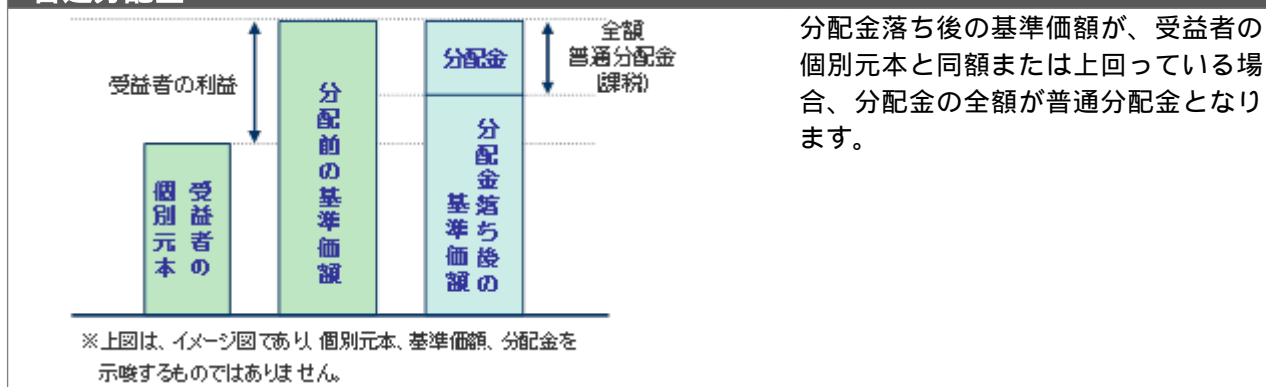 受益者の利益
受益者の
個別元本
分配前の基準価額
分配金
分配金落ち後の
基準価額
全額
普通分配金
(課税)
※上図は、イメージ図であり、個別元本、基準価額、分配金を
示唆するものではありません。
分配金落ち後の基準価額が、受益者の
個別元本と同額または上回っている場
合、分配金の全額が普通分配金となり
ます。